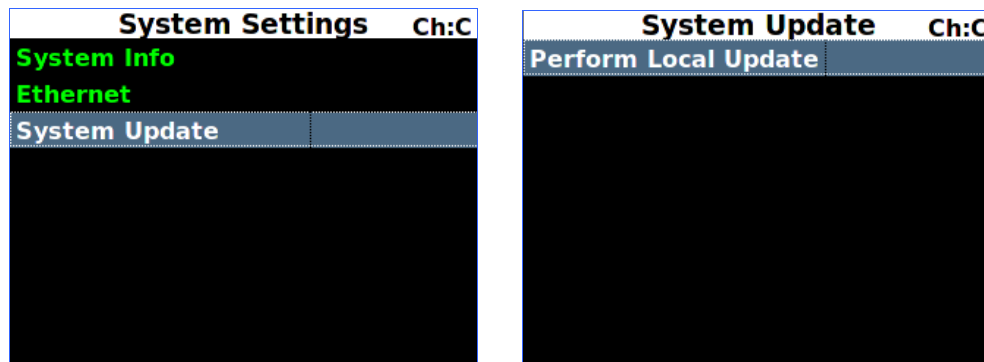 System Settings Ch:C
System Info
Ethernet
System Update
System Update Ch:C
Perform Local Update